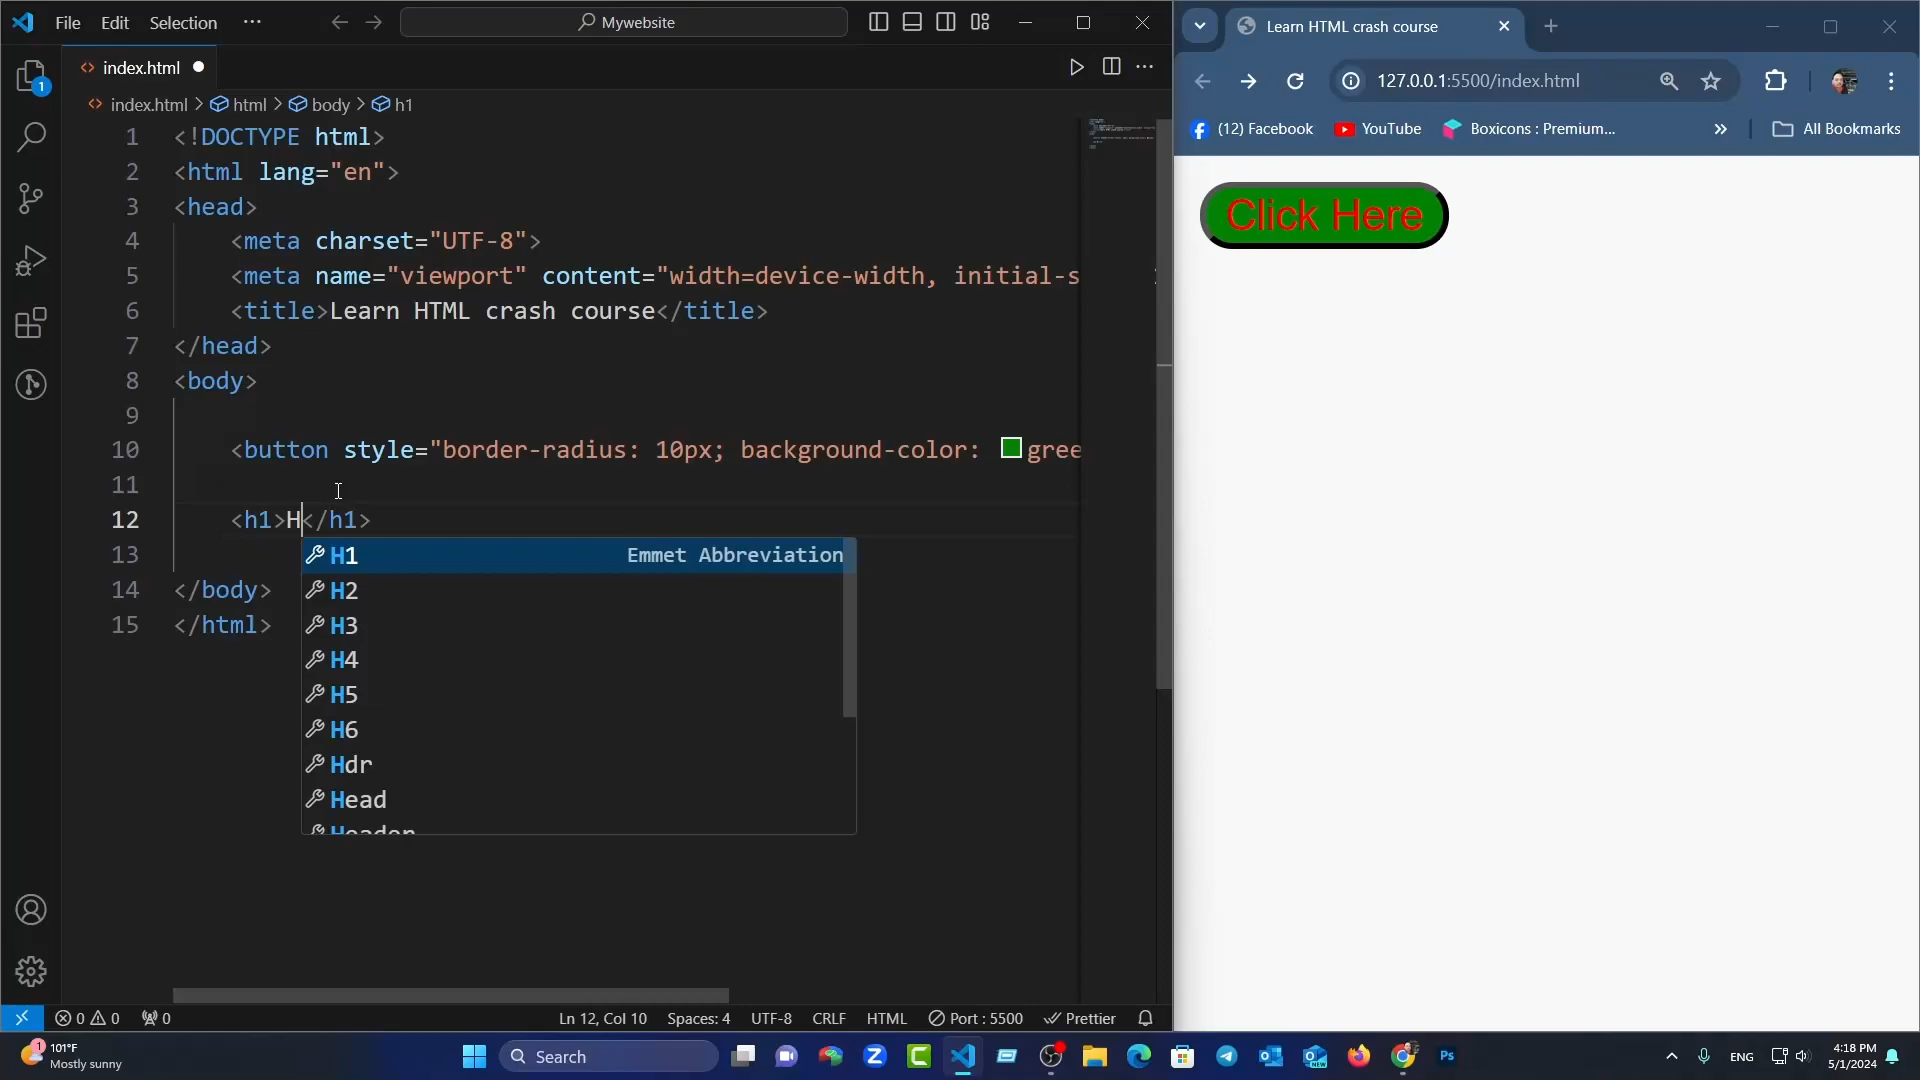 File Edit Selection ··· Mywebsite
index.html
index.html > html > body > h1
1 <!DOCTYPE html>
2 <html lang="en">
3 <head>
4 <meta charset="UTF-8">
5 <meta name="viewport" content="width=device-width, initial-s
6 <title>Learn HTML crash course</title>
7 </head>
8 <body>
9
10 <button style="border-radius: 10px; background-color: gree
11
12 <h1>H</h1>
13
14 </body>
15 </html>
H1 Emmet Abbreviation
H2
H3
H4
H5
H6
Hdr
Head
1
Ln 12, Col 10 Spaces: 4 UTF-8 CRLF HTML Port : 5500 Prettier
0 0 0
Learn HTML crash course
127.0.0.1:5500/index.html
(12) Facebook YouTube Boxicons : Premium... » All Bookmarks
Click Here
1 101°F
Mostly sunny
Search
NEW
Ps
ENG
4:18 PM
5/1/2024